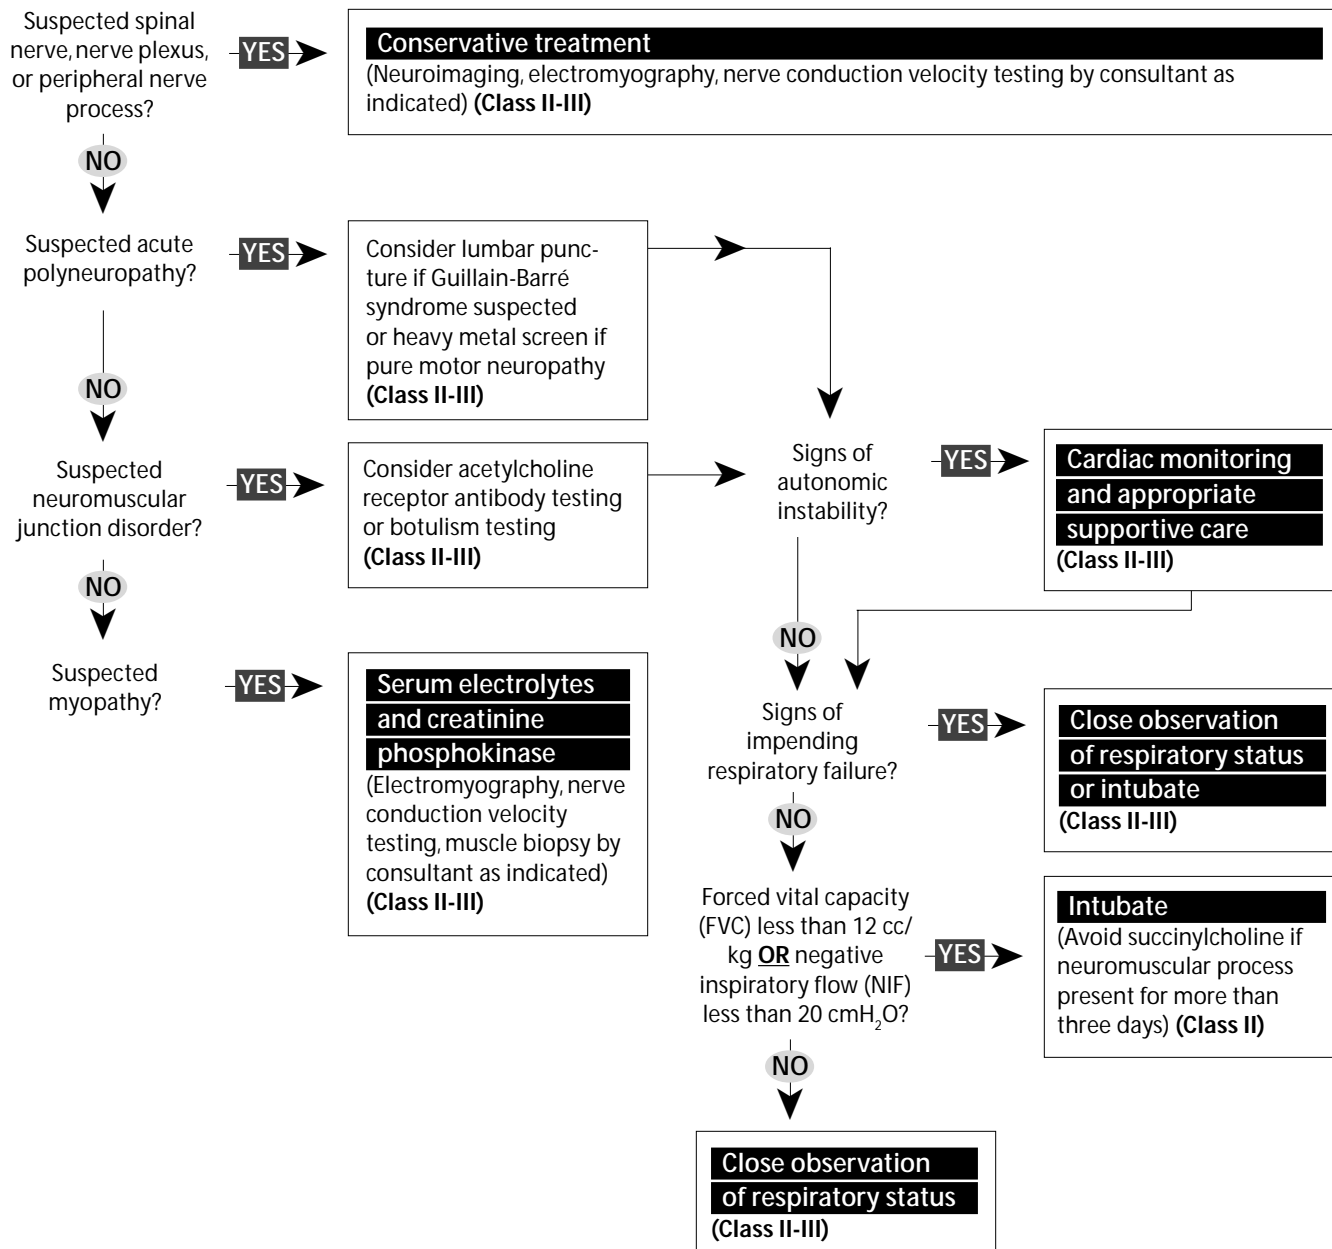 Suspected spinal
nerve, nerve plexus,
or peripheral nerve
process?
YES
Conservative treatment
(Neuroimaging, electromyography, nerve conduction velocity testing by consultant as
indicated) (Class II-III)
NO
Suspected acute
polyneuropathy?
YES
Consider lumbar punc-
ture if Guillain-Barré
syndrome suspected
or heavy metal screen if
pure motor neuropathy
(Class II-III)
NO
Suspected
neuromuscular
junction disorder?
YES
Consider acetylcholine
receptor antibody testing
or botulism testing
(Class II-III)
Signs of
autonomic
instability?
YES
Cardiac monitoring
and appropriate
supportive care
(Class II-III)
NO
Suspected
myopathy?
YES
Serum electrolytes
and creatinine
phosphokinase
(Electromyography, nerve
conduction velocity
testing, muscle biopsy by
consultant as indicated)
(Class II-III)
NO
Signs of
impending
respiratory failure?
YES
Close observation
of respiratory status
or intubate
(Class II-III)
NO
Forced vital capacity
(FVC) less than 12 cc/
kg OR negative
inspiratory flow (NIF)
less than 20 cmH₂O?
YES
Intubate
(Avoid succinylcholine if
neuromuscular process
present for more than
three days) (Class II)
NO
Close observation
of respiratory status
(Class II-III)